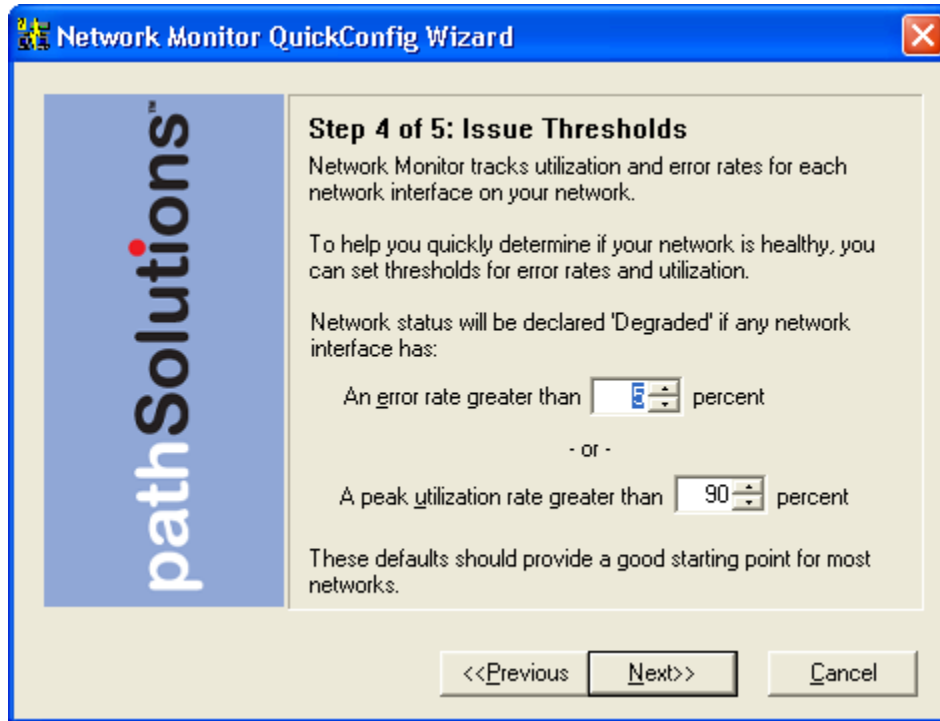 Network Monitor QuickConfig Wizard
pathSolutions™
Step 4 of 5: Issue Thresholds
Network Monitor tracks utilization and error rates for each
network interface on your network.
To help you quickly determine if your network is healthy, you
can set thresholds for error rates and utilization.
Network status will be declared 'Degraded' if any network
interface has:
An error rate greater than 5 percent
- or -
A peak utilization rate greater than 90 percent
These defaults should provide a good starting point for most
networks.
<<Previous Next>> Cancel